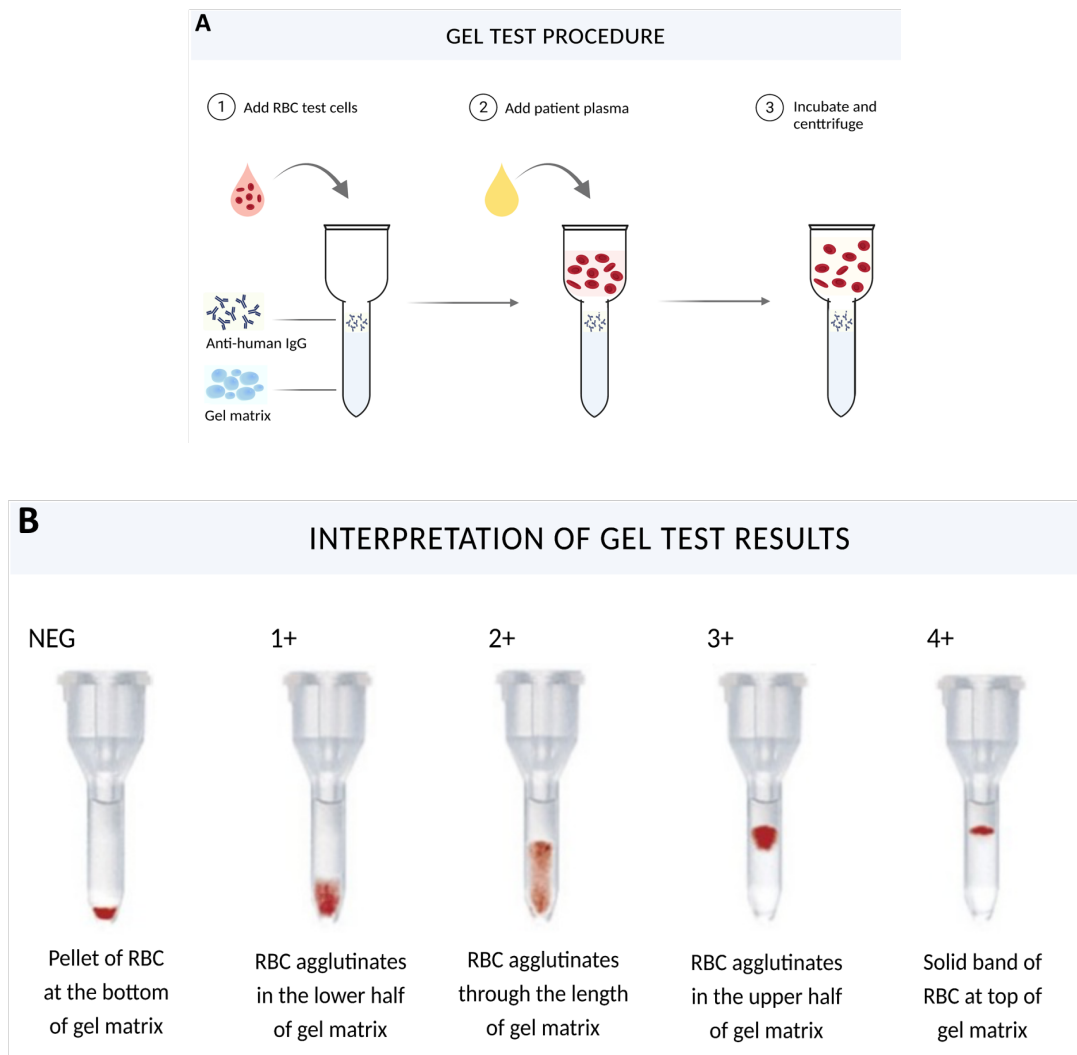 A
GEL TEST PROCEDURE
1 Add RBC test cells
2 Add patient plasma
3 Incubate and
centtrifuge
Anti-human IgG
Gel matrix
B
INTERPRETATION OF GEL TEST RESULTS
NEG
1+
2+
3+
4+
Pellet of RBC
at the bottom
of gel matrix
RBC agglutinates
in the lower half
of gel matrix
RBC agglutinates
through the length
of gel matrix
RBC agglutinates
in the upper half
of gel matrix
Solid band of
RBC at top of
gel matrix